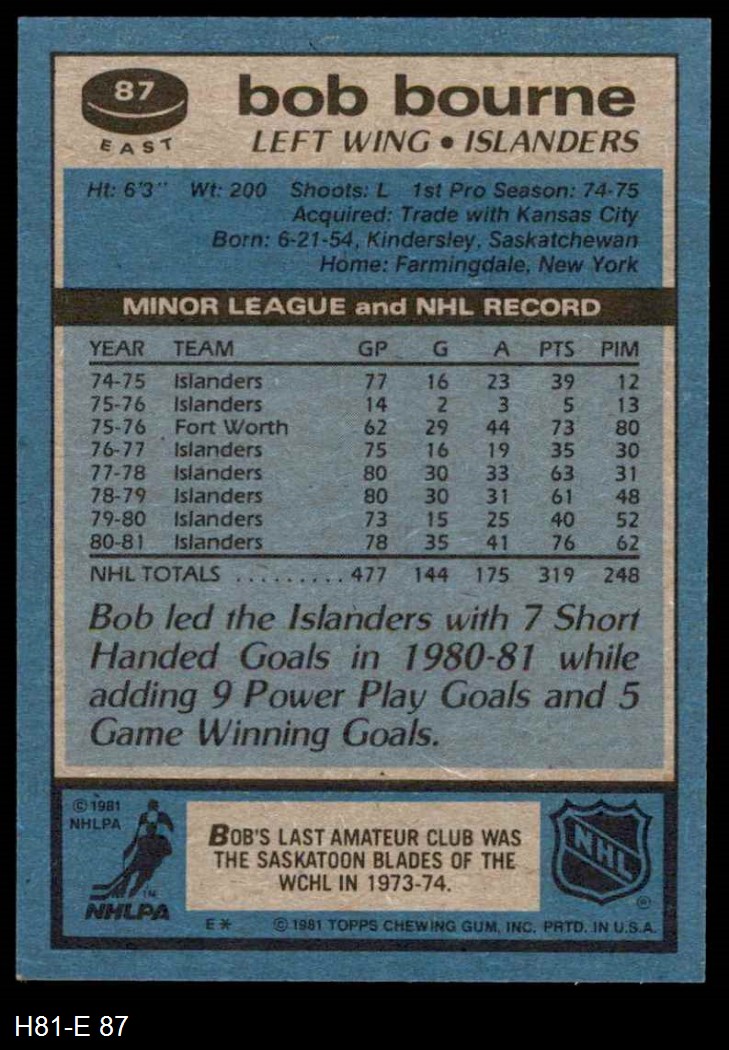 87
EAST
bob bourne
LEFT WING • ISLANDERS
Ht: 6'3" Wt: 200 Shoots: L 1st Pro Season: 74-75
Acquired: Trade with Kansas City
Born: 6-21-54, Kindersley, Saskatchewan
Home: Farmingdale, New York
MINOR LEAGUE and NHL RECORD
YEAR TEAM GP G A PTS PIM
74-75 Islanders 77 16 23 39 12
75-76 Islanders 14 2 3 5 13
75-76 Fort Worth 62 29 44 73 80
76-77 Islanders 75 16 19 35 30
77-78 Islanders 80 30 33 63 31
78-79 Islanders 80 30 31 61 48
79-80 Islanders 73 15 25 40 52
80-81 Islanders 78 35 41 76 62
NHL TOTALS .......... 477 144 175 319 248
Bob led the Islanders with 7 Short
Handed Goals in 1980-81 while
adding 9 Power Play Goals and 5
Game Winning Goals.
© 1981
NHLPA
TM
NHLPA
BOB'S LAST AMATEUR CLUB WAS
THE SASKATOON BLADES OF THE
WCHL IN 1973-74.
NHL
®
E* © 1981 TOPPS CHEWING GUM, INC. PRTD. IN U.S.A.
H81-E 87